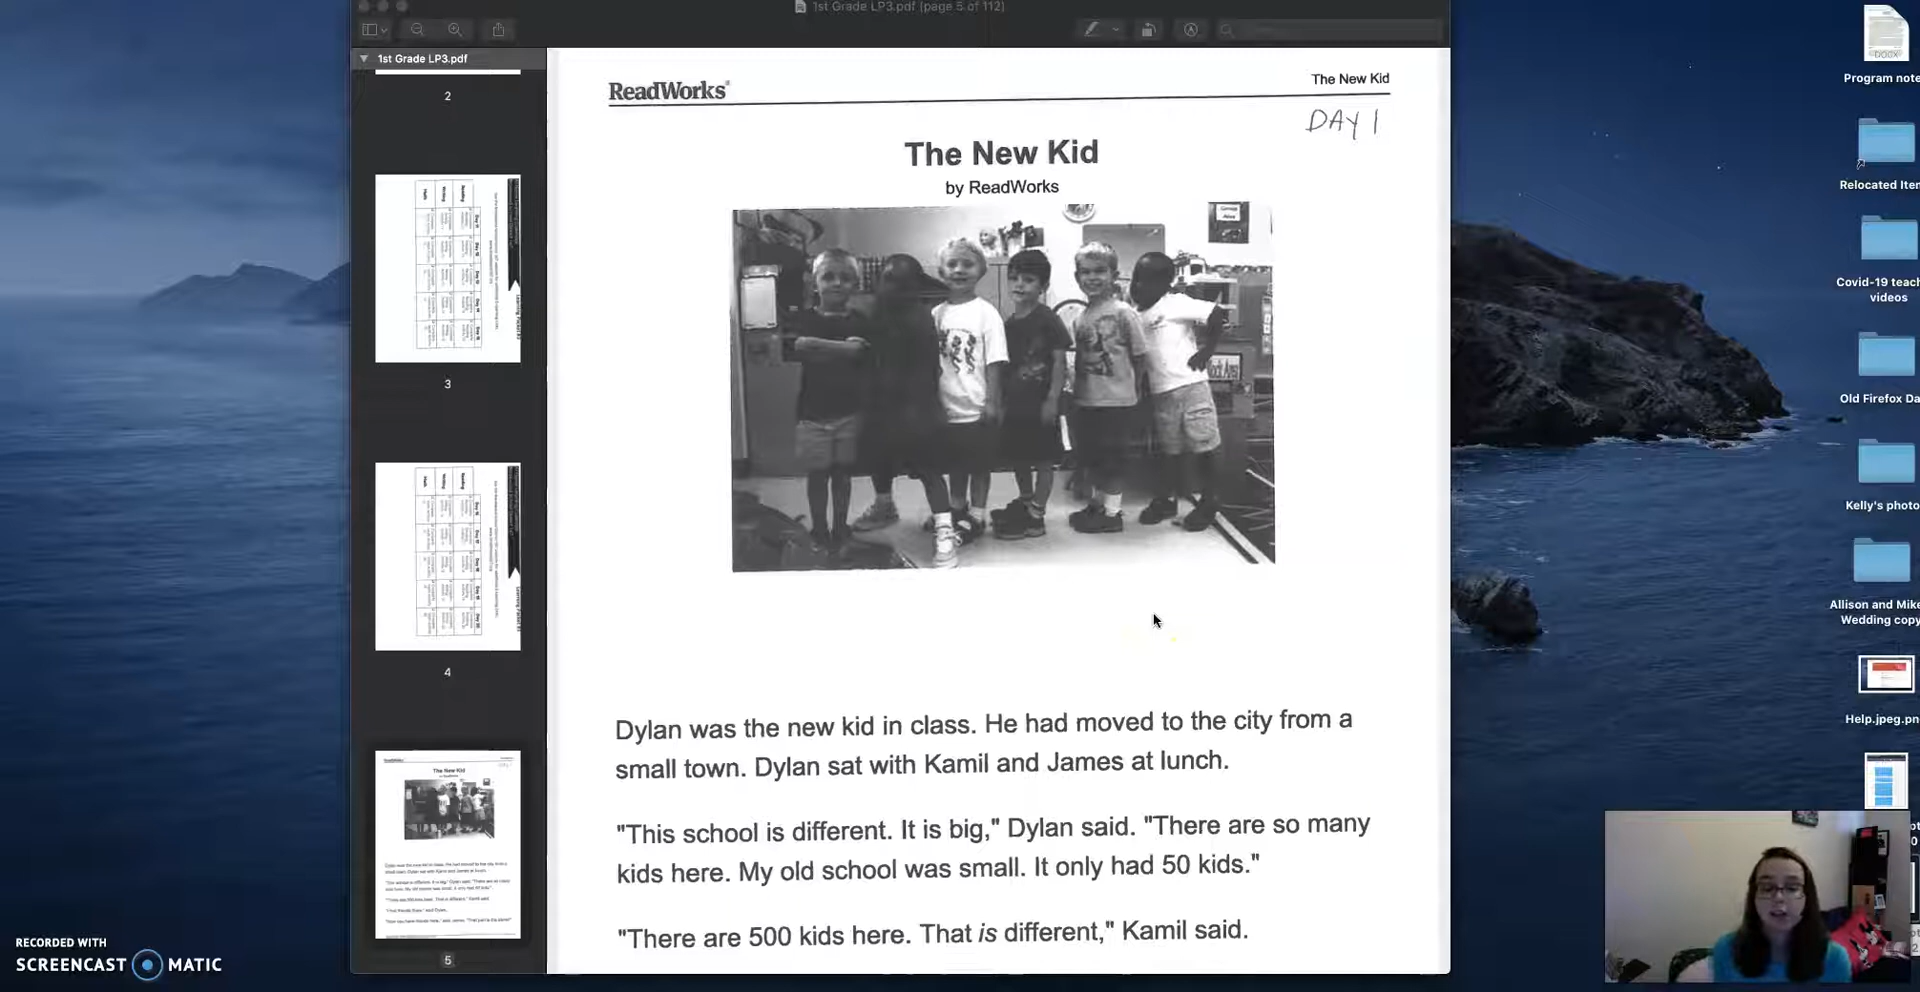 1st Grade LP3.pdf (page 5 of 112)
1st Grade LP3.pdf
2
3
4
5
ReadWorks®
The New Kid
DAY 1
The New Kid
by ReadWorks
Dylan was the new kid in class. He had moved to the city from a
small town. Dylan sat with Kamil and James at lunch.
"This school is different. It is big," Dylan said. "There are so many
kids here. My old school was small. It only had 50 kids."
"There are 500 kids here. That is different," Kamil said.
DOCX
Program note
Relocated Iten
Covid-19 teach
videos
Old Firefox Da
Kelly's photo
Allison and Mike
Wedding copy
Help.jpeg.pn
RECORDED WITH
SCREENCAST MATIC